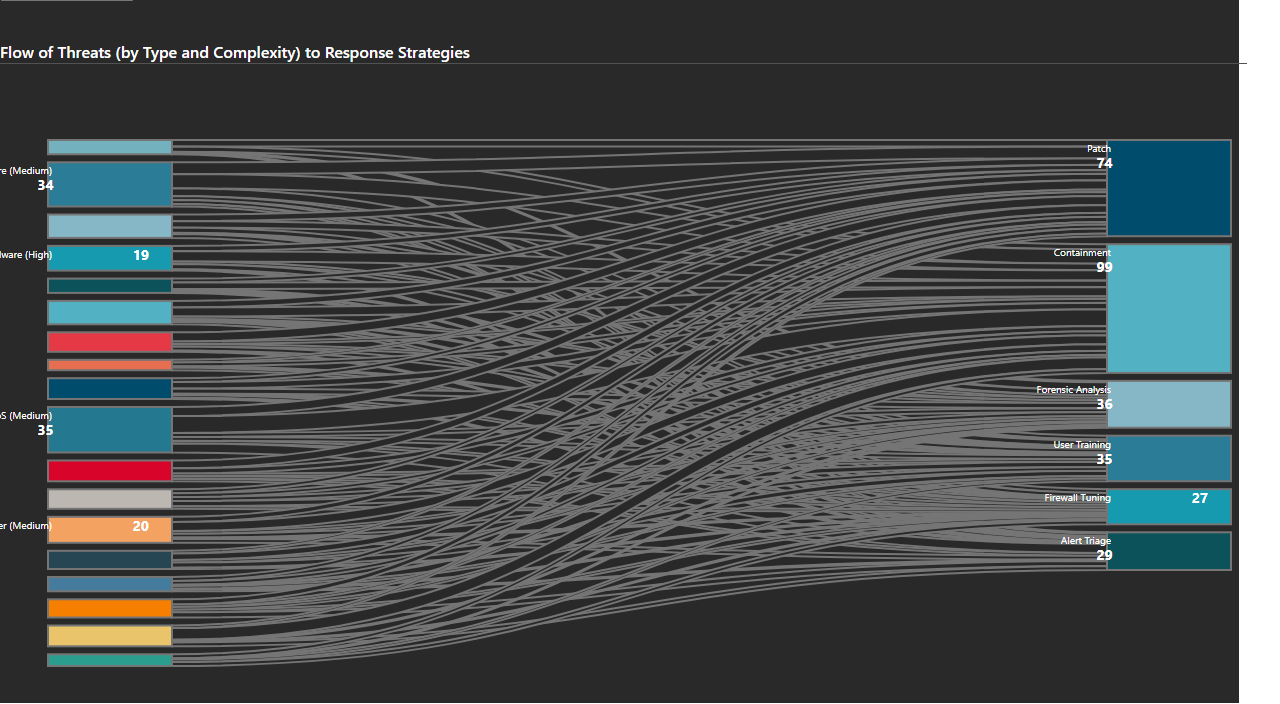 Flow of Threats (by Type and Complexity) to Response Strategies
Patch
74
re (Medium)
34
Containment
99
lware (High)
19
Forensic Analysis
36
S (Medium)
35
User Training
35
Firewall Tuning
27
er (Medium)
20
Alert Triage
29